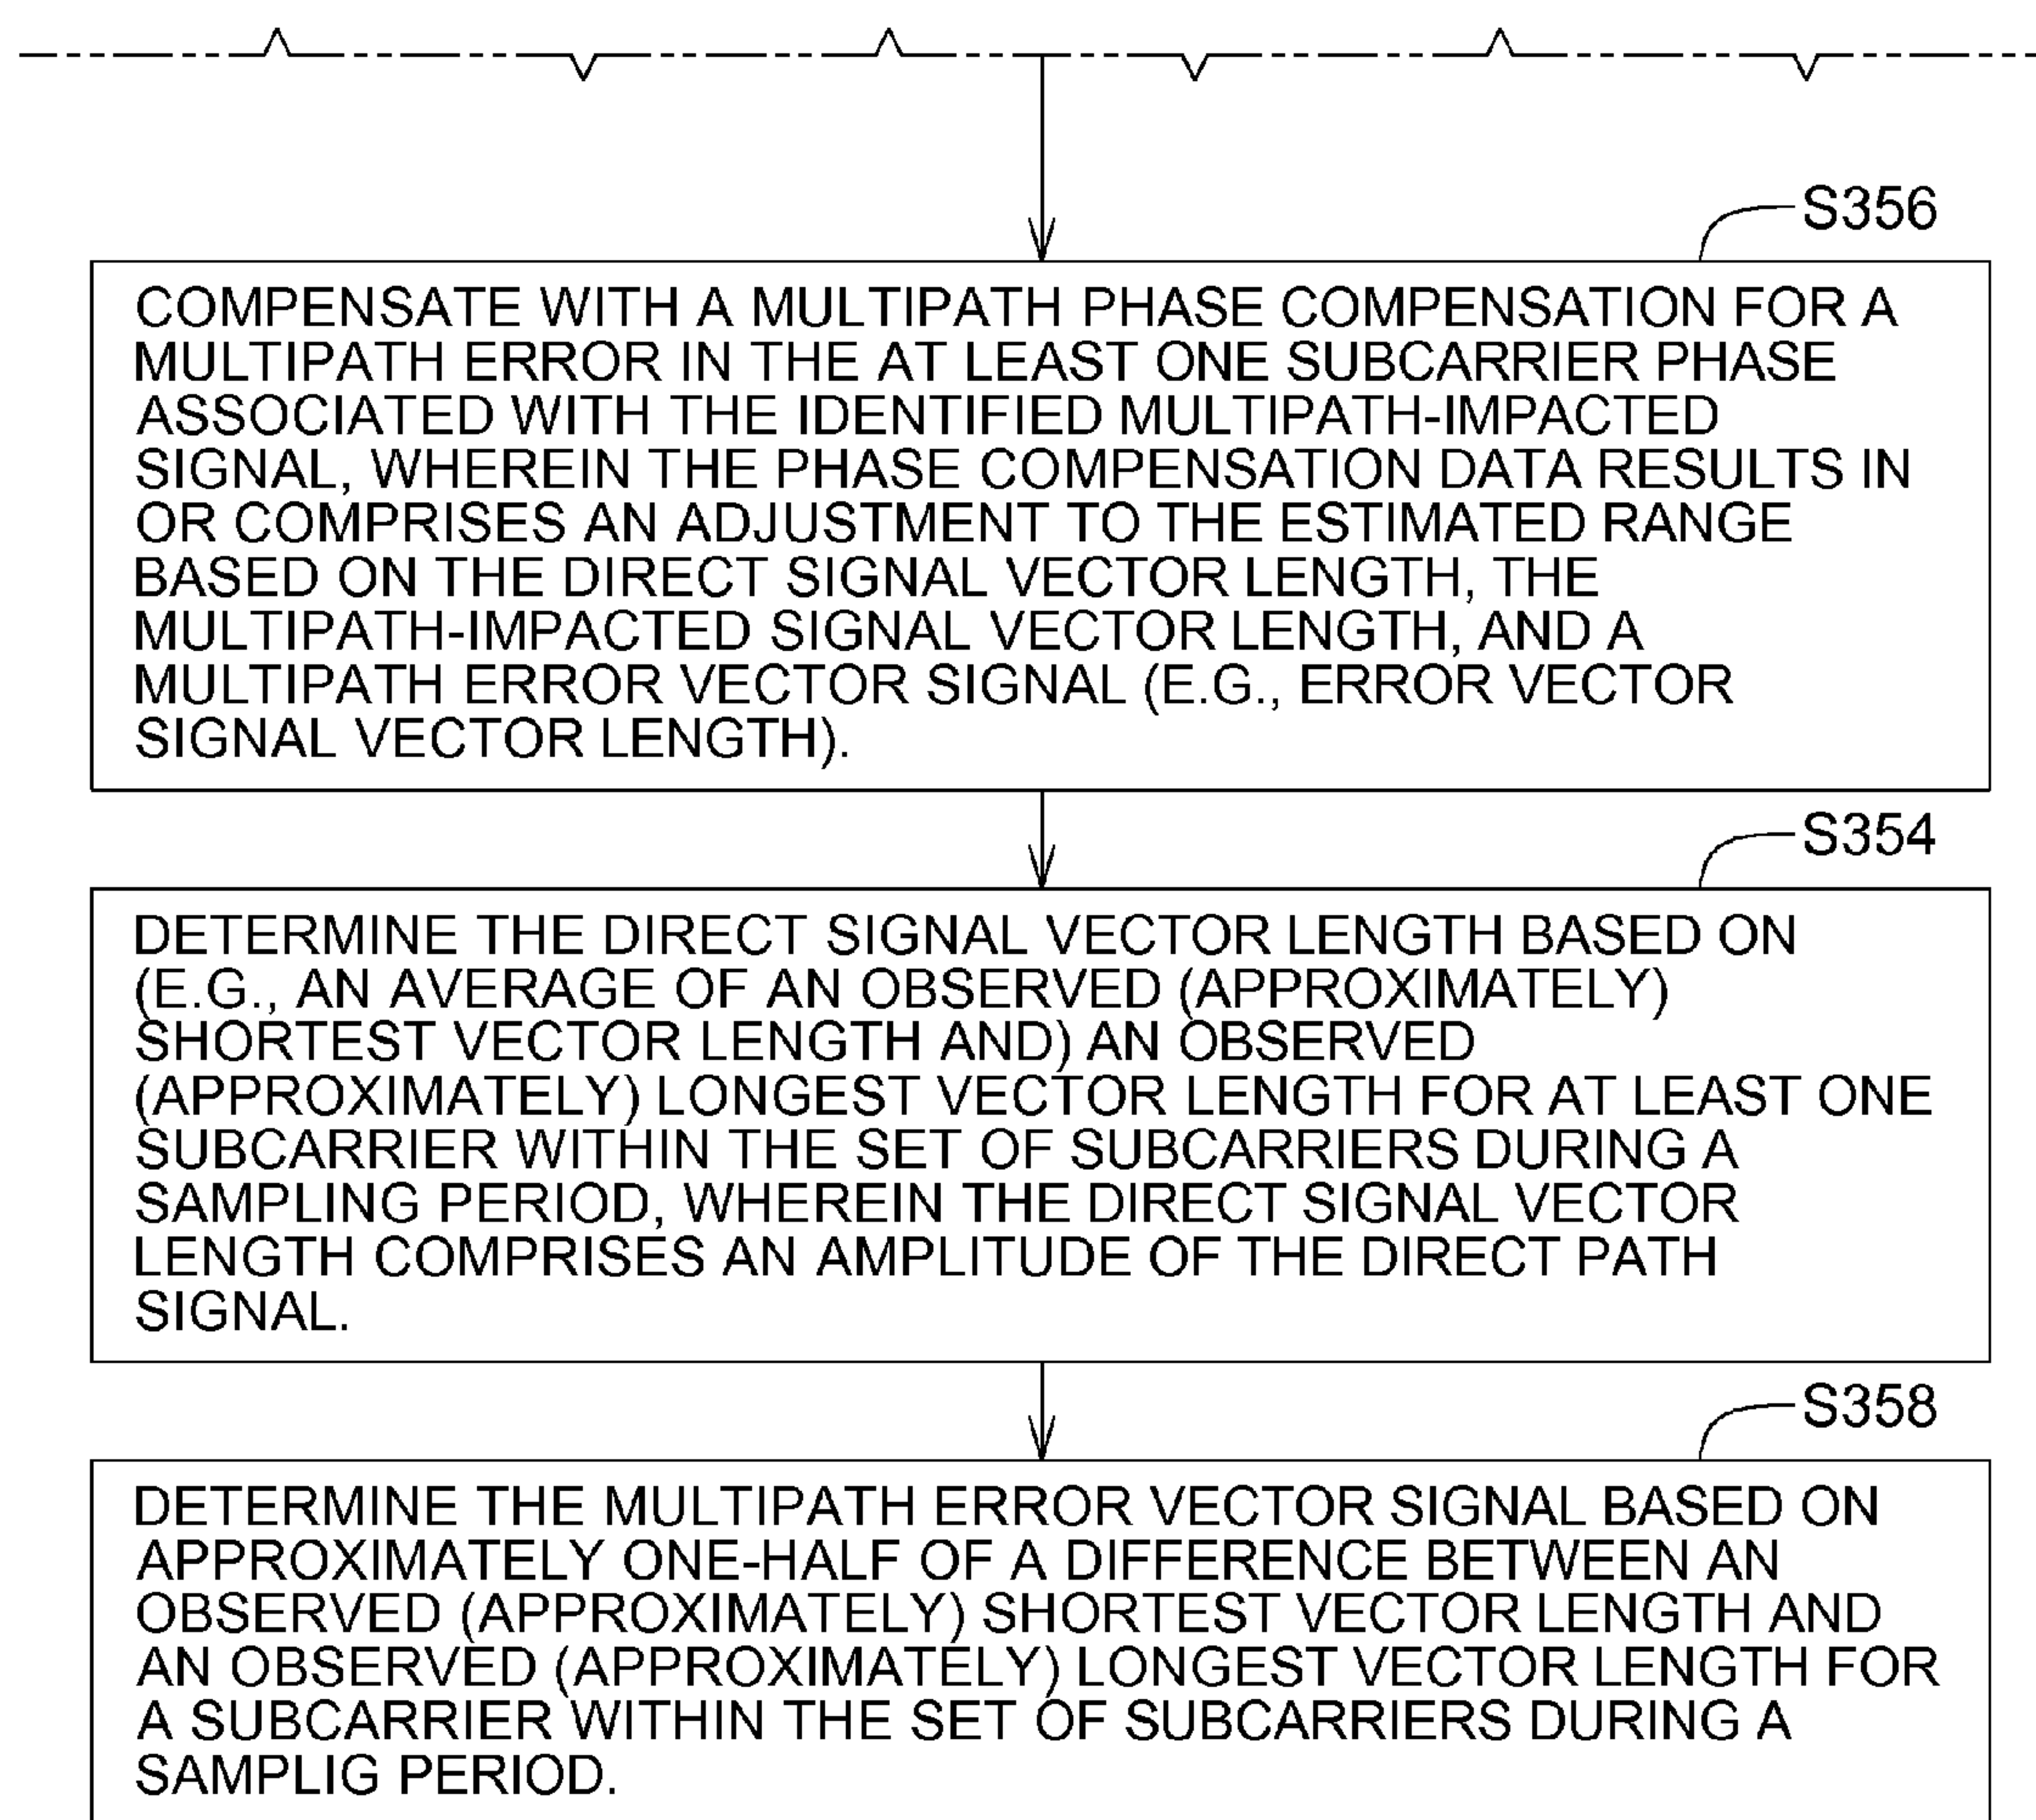 S356
COMPENSATE WITH A MULTIPATH PHASE COMPENSATION FOR A
MULTIPATH ERROR IN THE AT LEAST ONE SUBCARRIER PHASE
ASSOCIATED WITH THE IDENTIFIED MULTIPATH-IMPACTED
SIGNAL, WHEREIN THE PHASE COMPENSATION DATA RESULTS IN
OR COMPRISES AN ADJUSTMENT TO THE ESTIMATED RANGE
BASED ON THE DIRECT SIGNAL VECTOR LENGTH, THE
MULTIPATH-IMPACTED SIGNAL VECTOR LENGTH, AND A
MULTIPATH ERROR VECTOR SIGNAL (E.G., ERROR VECTOR
SIGNAL VECTOR LENGTH).
S354
DETERMINE THE DIRECT SIGNAL VECTOR LENGTH BASED ON
(E.G., AN AVERAGE OF AN OBSERVED (APPROXIMATELY)
SHORTEST VECTOR LENGTH AND) AN OBSERVED
(APPROXIMATELY) LONGEST VECTOR LENGTH FOR AT LEAST ONE
SUBCARRIER WITHIN THE SET OF SUBCARRIERS DURING A
SAMPLING PERIOD, WHEREIN THE DIRECT SIGNAL VECTOR
LENGTH COMPRISES AN AMPLITUDE OF THE DIRECT PATH
SIGNAL.
S358
DETERMINE THE MULTIPATH ERROR VECTOR SIGNAL BASED ON
APPROXIMATELY ONE-HALF OF A DIFFERENCE BETWEEN AN
OBSERVED (APPROXIMATELY) SHORTEST VECTOR LENGTH AND
AN OBSERVED (APPROXIMATELY) LONGEST VECTOR LENGTH FOR
A SUBCARRIER WITHIN THE SET OF SUBCARRIERS DURING A
SAMPLIG PERIOD.